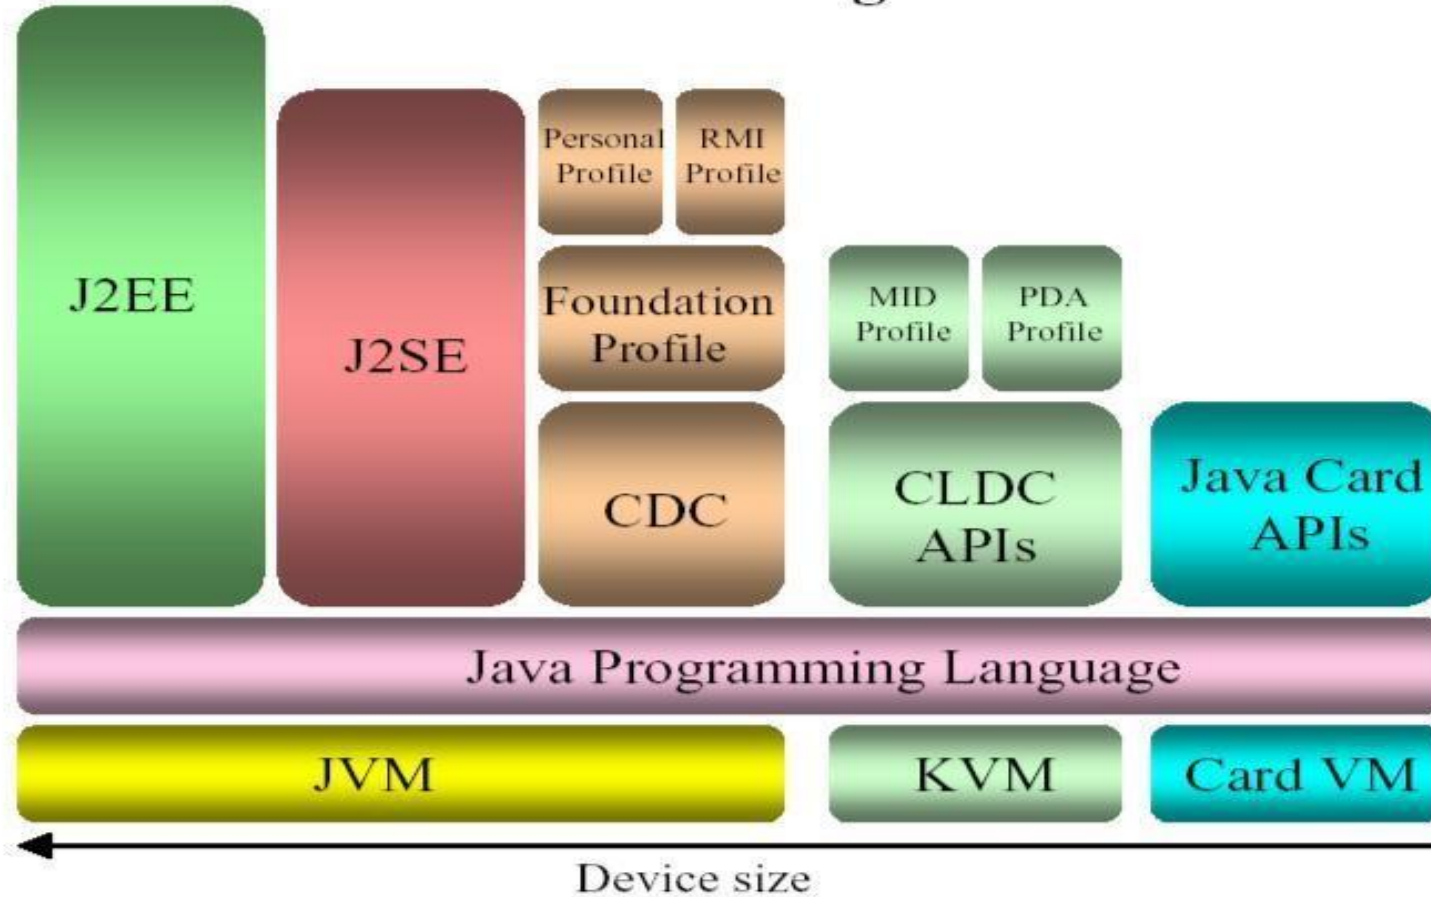 J2EE
J2SE
Personal
Profile
RMI
Profile
Foundation
Profile
MID
Profile
PDA
Profile
CDC
CLDC
APIs
Java Card
APIs
Java Programming Language
JVM
KVM
Card VM
Device size